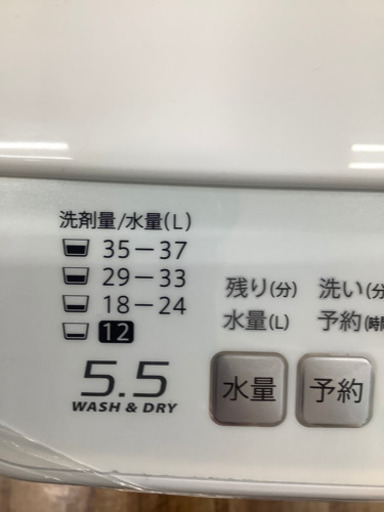 洗剤量/水量(L)
35-37
29-33
18-24
12
5.5
WASH & DRY
残り(分)
水量(L)
洗い(分
予約(時間
水量
予約